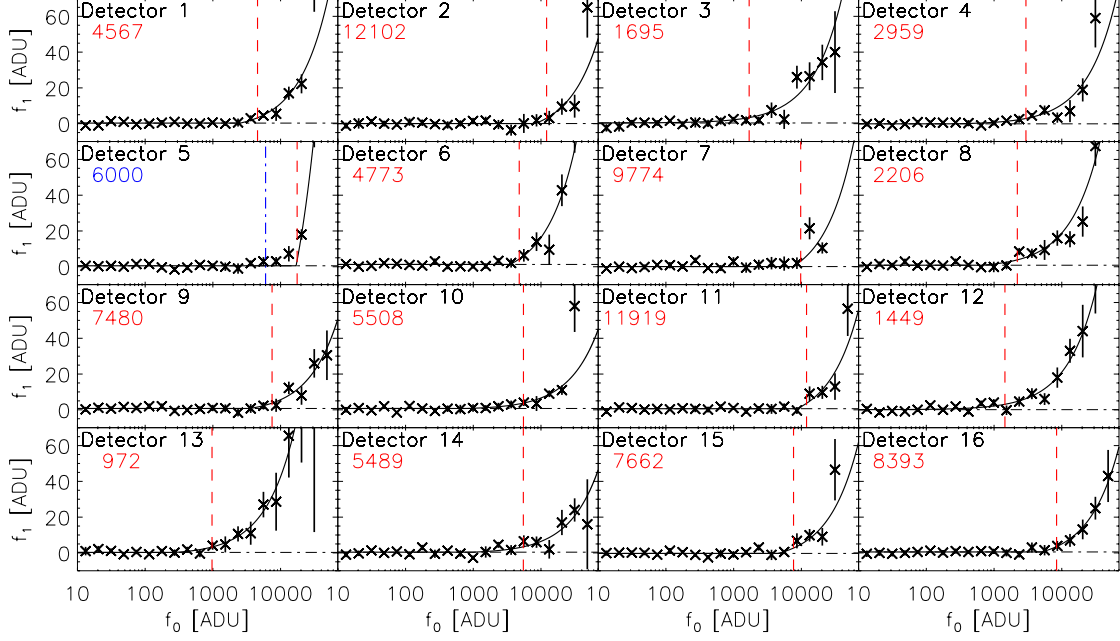 Detector 1 Detector 2 Detector 3 Detector 4
60 4567 12102 1695 2959
40
20
0
f₁ [ADU]
Detector 5 Detector 6 Detector 7 Detector 8
60 6000 4773 9774 2206
40
20
0
f₁ [ADU]
Detector 9 Detector 10 Detector 11 Detector 12
60 7480 5508 11919 1449
40
20
0
f₁ [ADU]
Detector 13 Detector 14 Detector 15 Detector 16
60 972 5489 7662 8393
40
20
0
f₁ [ADU]
10 100 1000 10000 10 100 1000 10000 10 100 1000 10000 10 100 1000 10000
f₀ [ADU] f₀ [ADU] f₀ [ADU] f₀ [ADU]